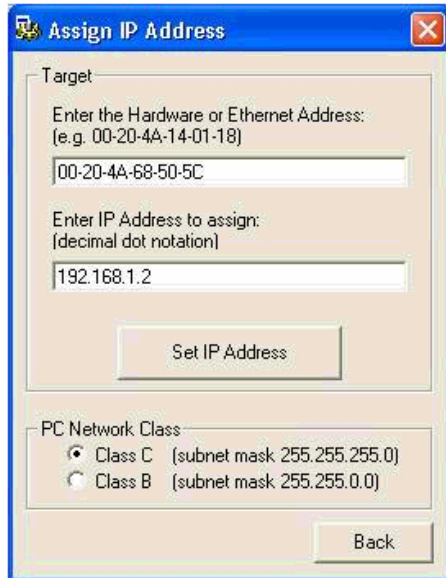 Assign IP Address
Target
Enter the Hardware or Ethernet Address:
(e.g. 00-20-4A-14-01-18)
00-20-4A-68-50-5C
Enter IP Address to assign:
(decimal dot notation)
192.168.1.2
Set IP Address
PC Network Class
Class C (subnet mask 255.255.255.0)
Class B (subnet mask 255.255.0.0)
Back